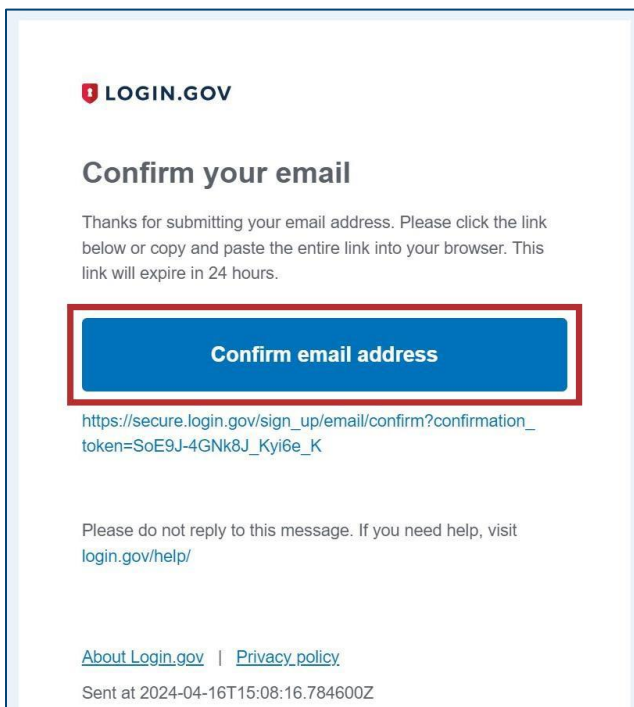 LOGIN.GOV
Confirm your email
Thanks for submitting your email address. Please click the link
below or copy and paste the entire link into your browser. This
link will expire in 24 hours.
Confirm email address
https://secure.login.gov/sign_up/email/confirm?confirmation_
token=SoE9J-4GNk8J_Kyi6e_K
Please do not reply to this message. If you need help, visit
login.gov/help/
About Login.gov | Privacy policy
Sent at 2024-04-16T15:08:16.784600Z